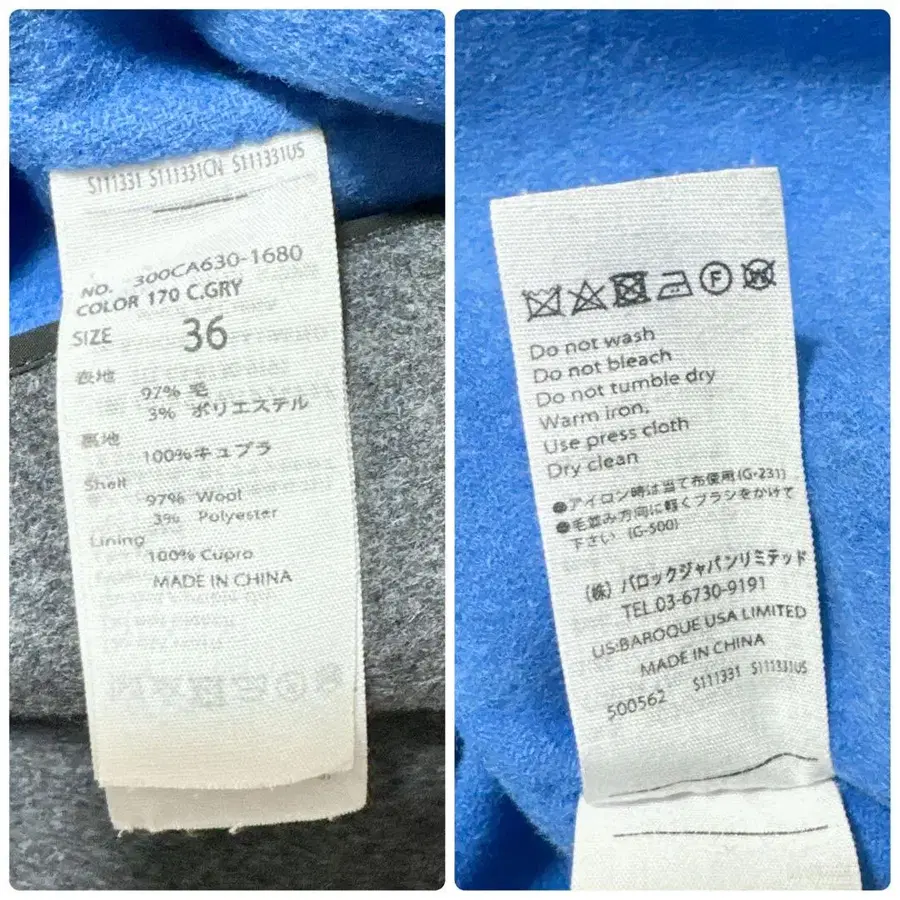 S111331 S111331CN S111331US
NO. 300CA630-1680
COLOR 170 C.GRY
SIZE 36
表地
97% 毛
3% ポリエステル
裏地
100%キュプラ
Shell
97% Wool
3% Polyester
Lining
100% Cupro
MADE IN CHINA
F
W
Do not wash
Do not bleach
Do not tumble dry
Warm iron.
Use press cloth
Dry clean
●アイロン時は当て布使用(G-231)
●毛並み方向に軽くブラシをかけて
下さい (G-500)
(株) バロックジャパンリミテッド
TEL.03-6730-9191
US:BAROQUE USA LIMITED
MADE IN CHINA
500562 S111331 S111331US